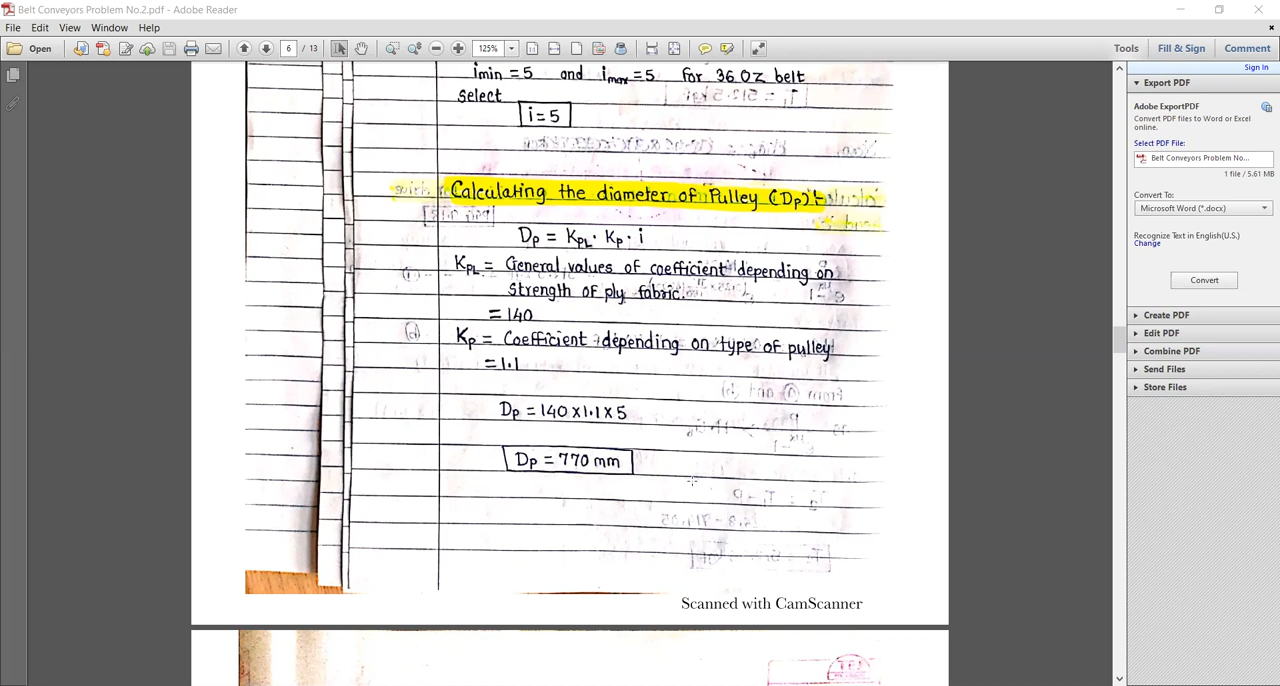 Belt Conveyors Problem No.2.pdf - Adobe Reader
File Edit View Window Help
Open 6 / 13 125% Tools Fill & Sign Comment
Sign In
Export PDF
Adobe ExportPDF
Convert PDF files to Word or Excel
online.
Select PDF File:
Belt Conveyors Problem No...
1 file / 5.61 MB
Convert To:
Microsoft Word (*.docx)
Recognize Text in English(U.S.)
Change
Convert
Create PDF
Edit PDF
Combine PDF
Send Files
Store Files
imin = 5 and imax = 5 for 36 OZ belt
select
i = 5
Calculating the diameter of Pulley (Dp):-
Dp = KPL · Kp · i
KPL = General values of coefficient depending on
strength of ply fabric.
= 140
Kp = Coefficient depending on type of pulley
= 1.1
Dp = 140 x 1.1 x 5
Dp = 770 mm
Scanned with CamScanner